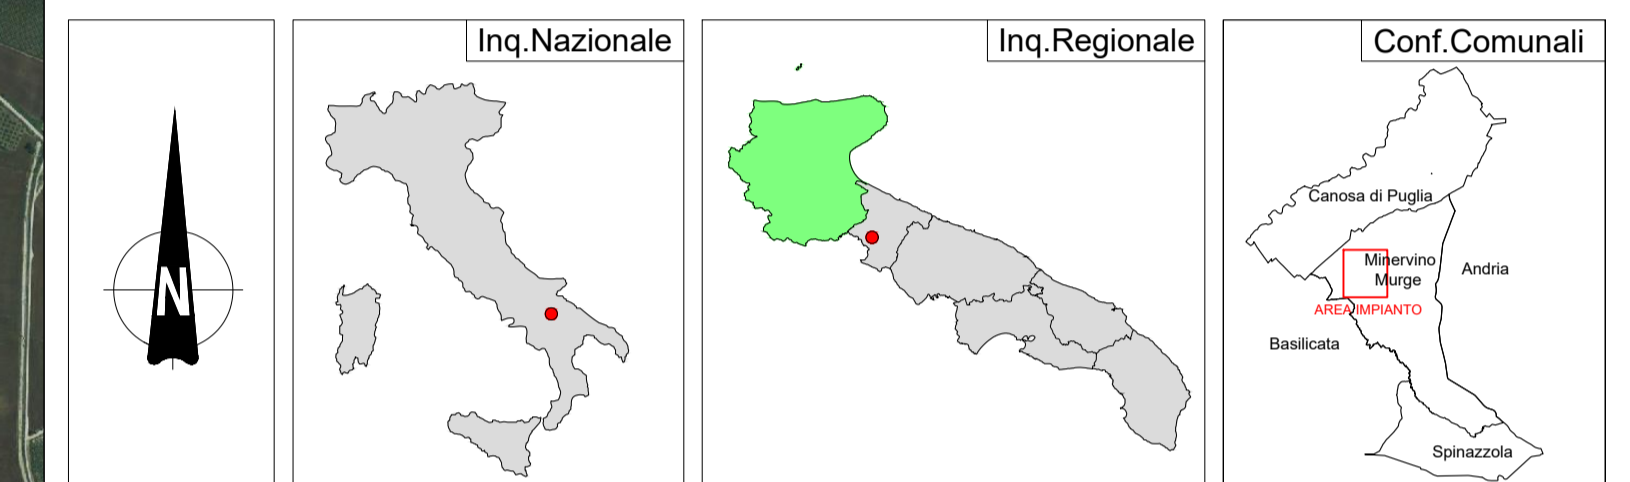 N
Inq.Nazionale
Inq.Regionale
Conf.Comunali
Canosa di Puglia
Minervino
Murge
Andria
AREA IMPIANTO
Basilicata
Spinazzola